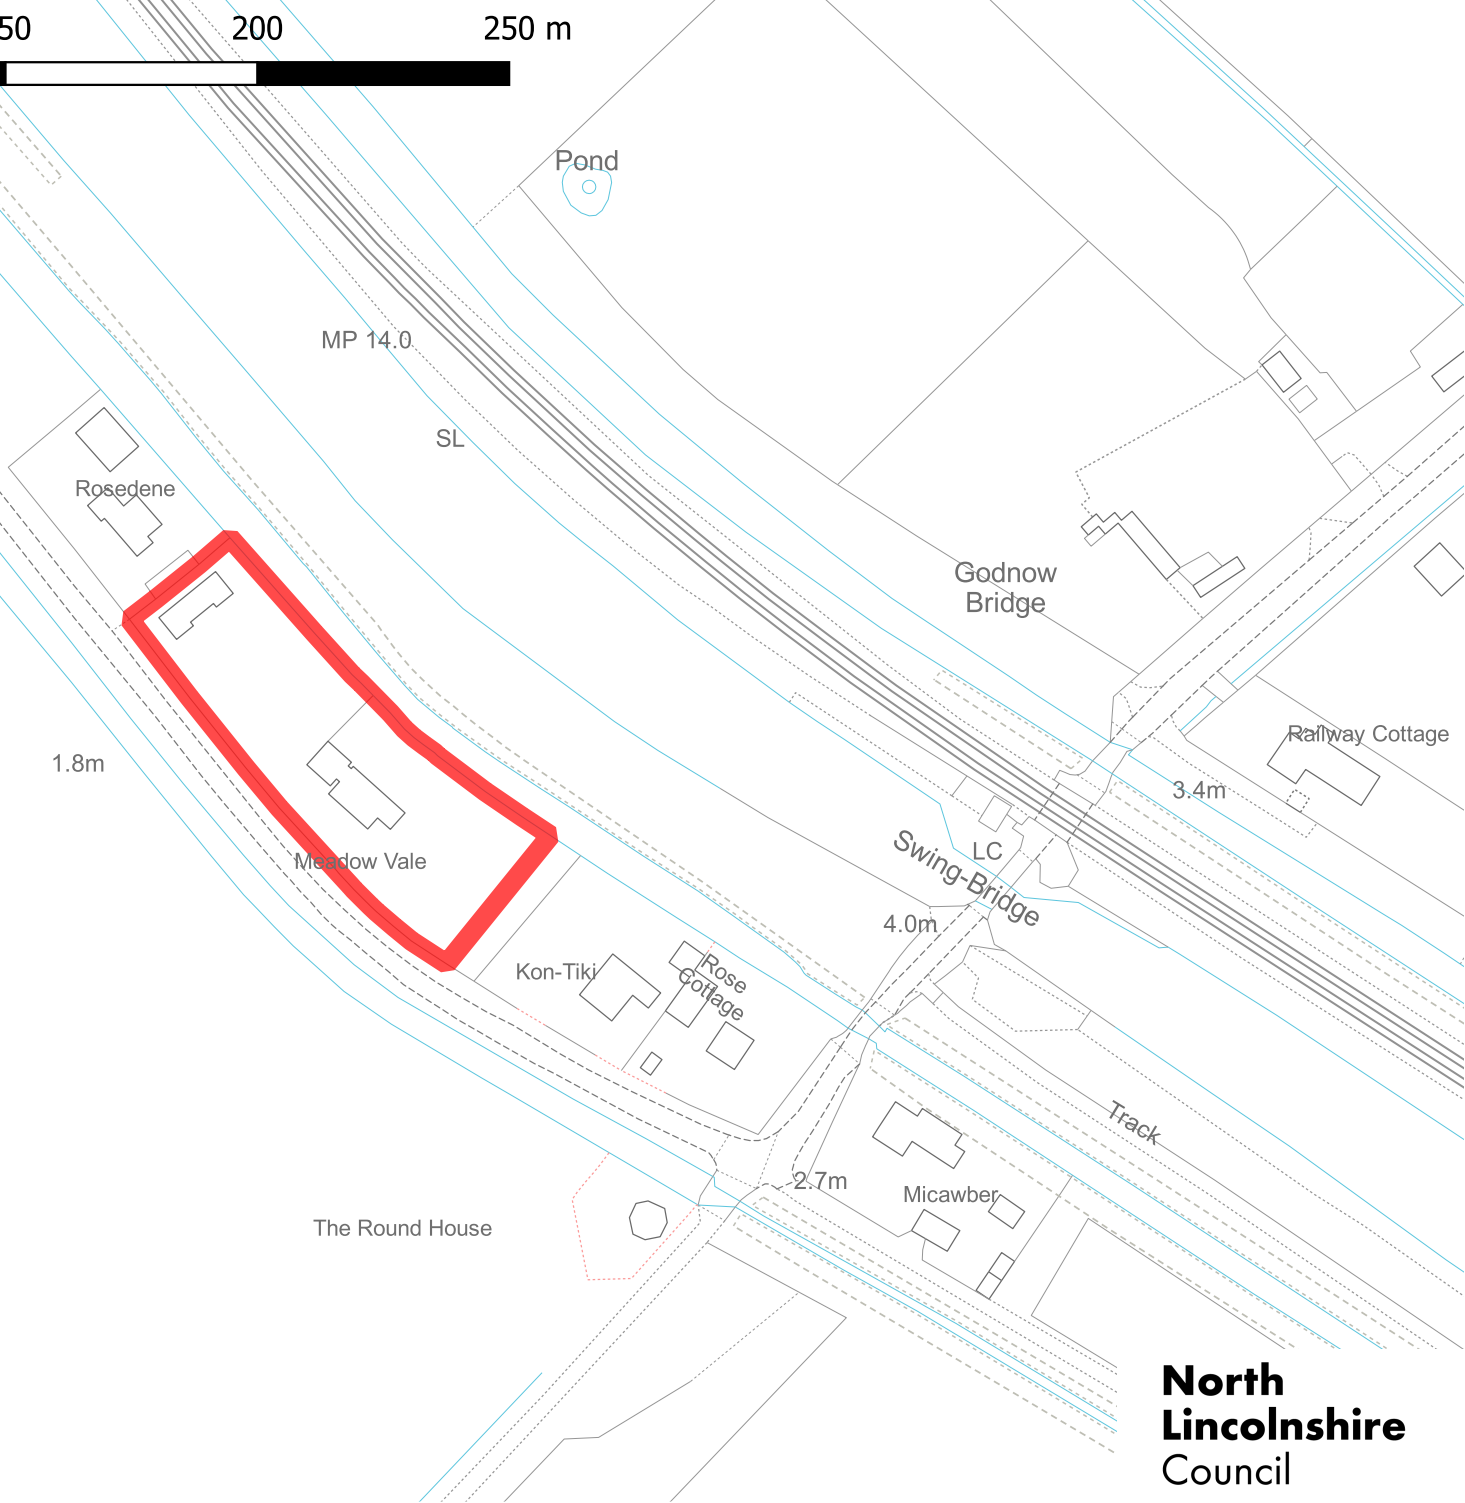 50 200 250 m
Pond
MP 14.0
SL
Rosedene
Godnow
Bridge
Railway Cottage
1.8m
3.4m
Meadow Vale
LC
Swing-Bridge
4.0m
Kon-Tiki
Rose
Cottage
Track
2.7m
Micawber
The Round House
North
Lincolnshire
Council